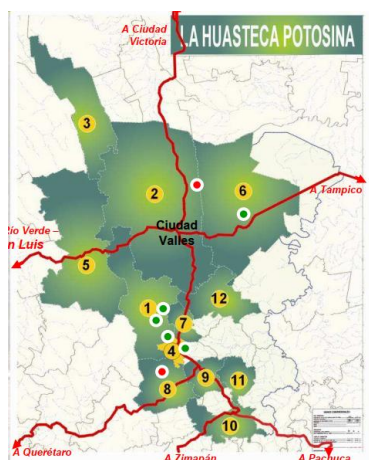 A Ciudad
Victoria
LA HUASTECA POTOSINA
3
2
6
A Tampico
Río Verde –
n Luis
Ciudad
Valles
5
1
12
7
4
8
9
11
10
A Querétaro
A Zimapán
A Pachuca